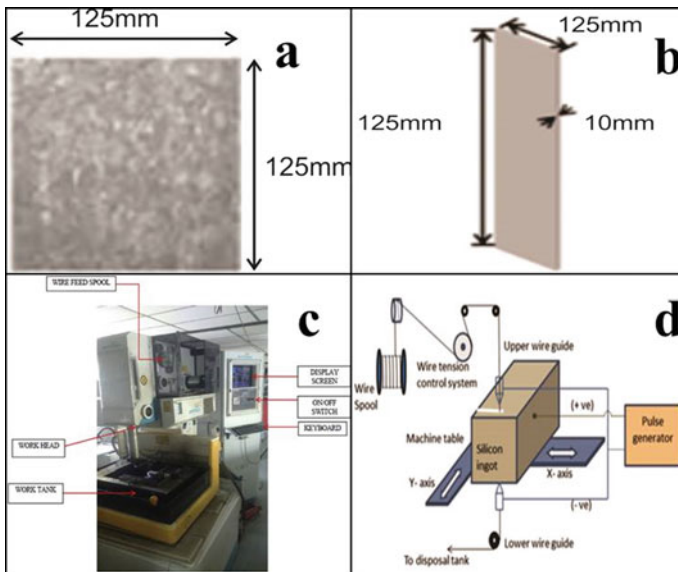 125mm
a
125mm
125mm
b
125mm
10mm
c
WIRE FEED SPOOL
DISPLAY
SCREEN
ON/OFF
SWITCH
KEYBOARD
WORK HEAD
WORK TANK
d
Upper wire guide
Wire tension
control system
Wire
Spool
(+ ve)
Pulse
generator
Machine table
Silicon
ingot
Y- axis
X- axis
(- ve)
Lower wire guide
To disposal tank